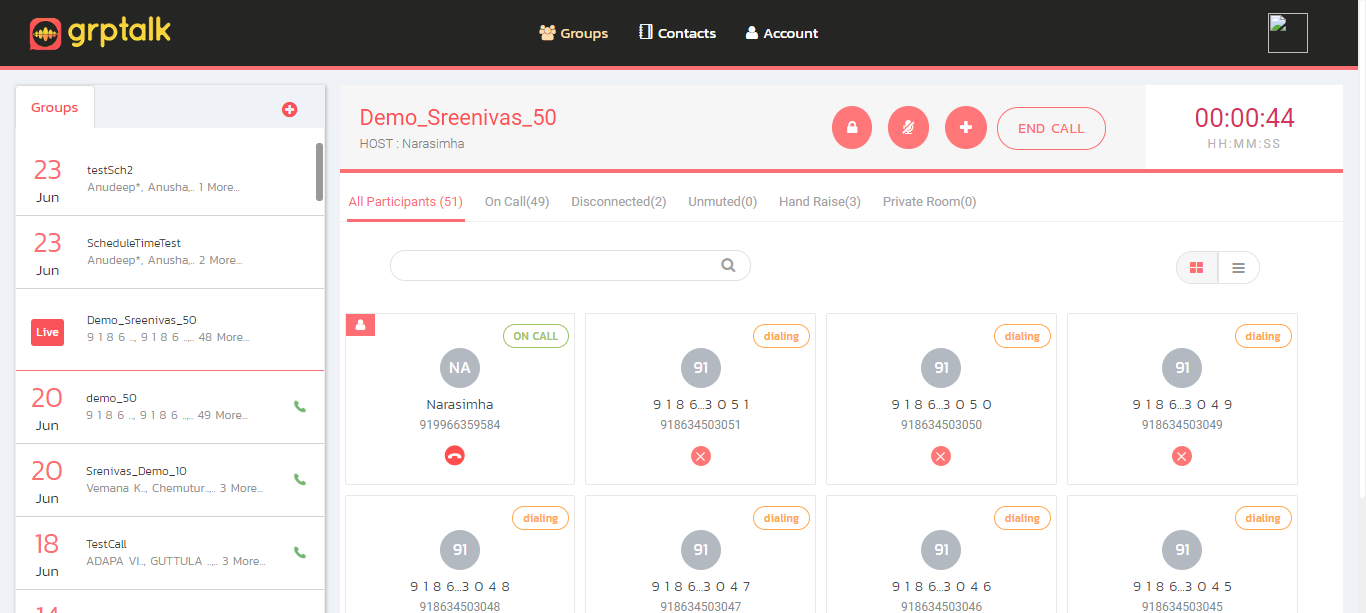 grptalk
Groups Contacts Account
Groups
23
Jun
testSch2
Anudeep*, Anusha,.. 1 More...
23
Jun
ScheduleTimeTest
Anudeep*, Anusha,.. 2 More...
Live
Demo_Sreenivas_50
9 1 8 6 .., 9 1 8 6 ..,.. 48 More...
20
Jun
demo_50
9 1 8 6 .., 9 1 8 6 ..,.. 49 More...
20
Jun
Srenivas_Demo_10
Vemana K.., Chemutur..,.. 3 More...
18
Jun
TestCall
ADAPA VI.., GUTTULA ..,.. 3 More...
14
Demo_Sreenivas_50
HOST : Narasimha
END CALL
00:00:44
HH:MM:SS
All Participants (51) On Call(49) Disconnected(2) Unmuted(0) Hand Raise(3) Private Room(0)
ON CALL
NA
Narasimha
919966359584
dialing
91
9 1 8 6...3 0 5 1
918634503051
dialing
91
9 1 8 6...3 0 5 0
918634503050
dialing
91
9 1 8 6...3 0 4 9
918634503049
dialing
91
9 1 8 6...3 0 4 8
918634503048
dialing
91
9 1 8 6...3 0 4 7
918634503047
dialing
91
9 1 8 6...3 0 4 6
918634503046
dialing
91
9 1 8 6...3 0 4 5
918634503045